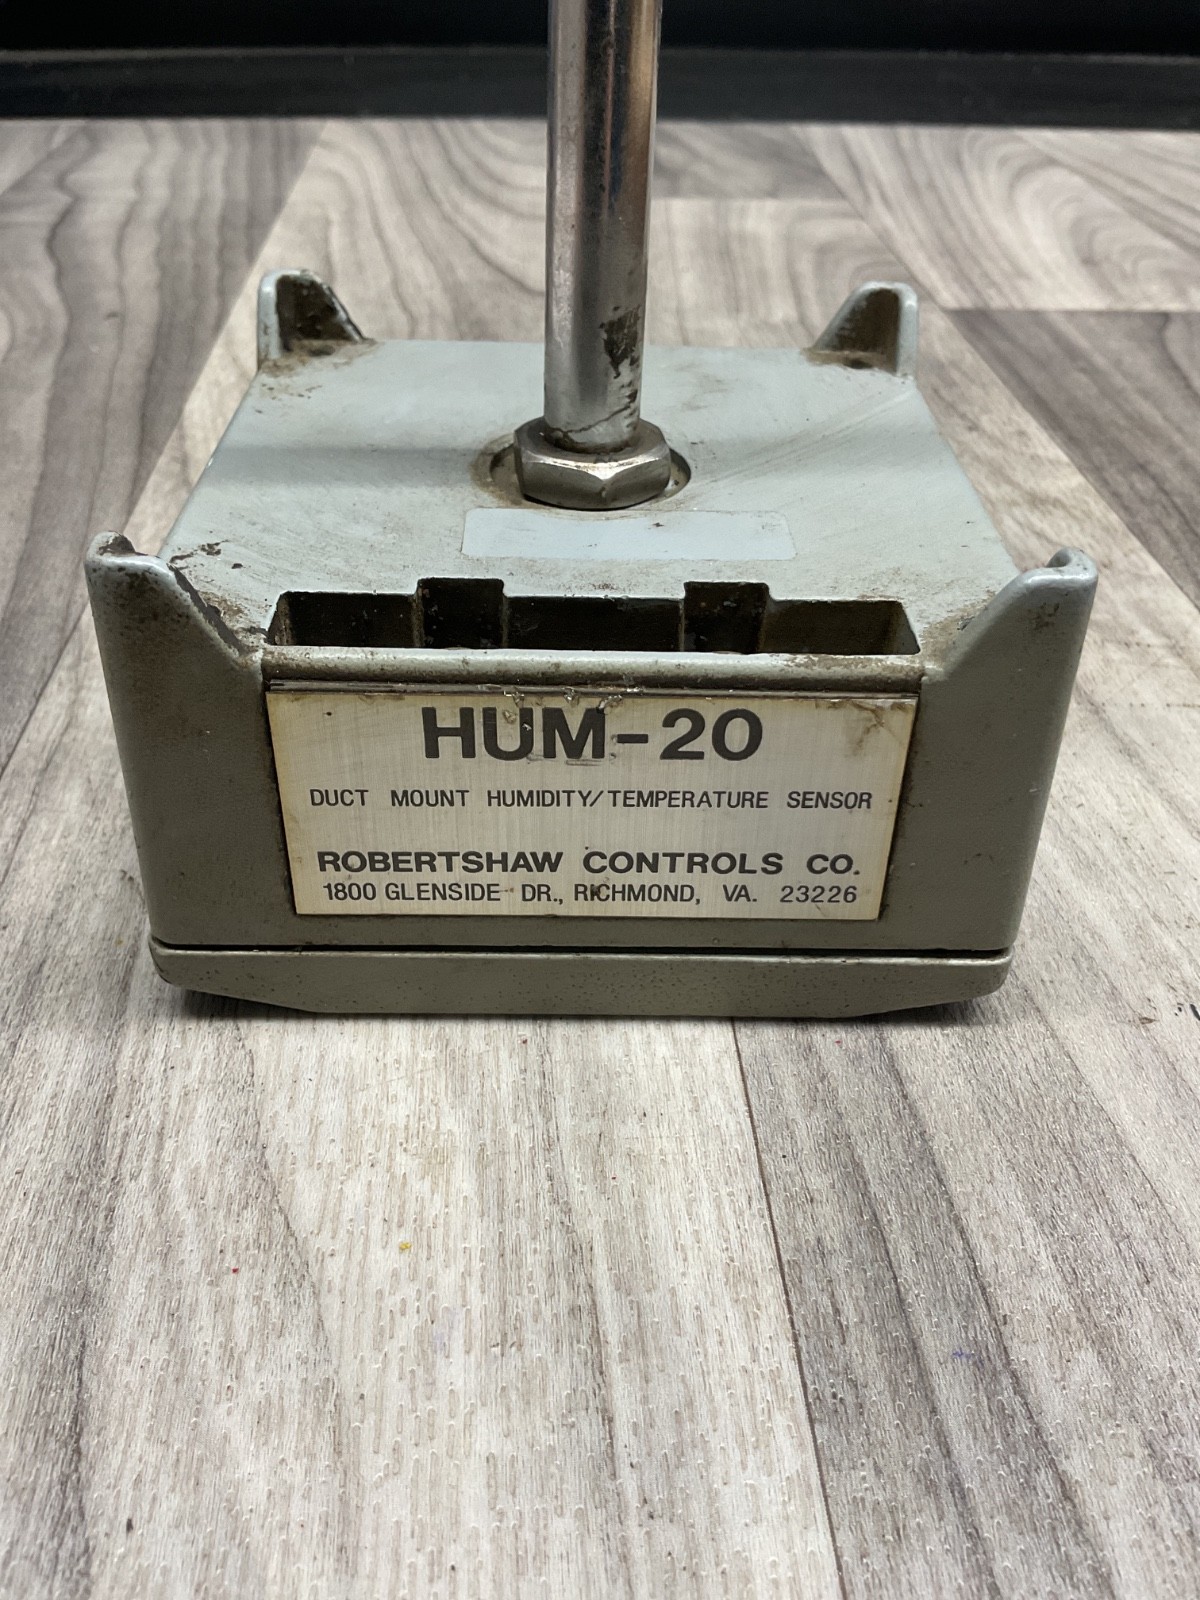 HUM-20
DUCT MOUNT HUMIDITY/TEMPERATURE SENSOR
ROBERTSHAW CONTROLS CO.
1800 GLENSIDE DR., RICHMOND, VA. 23226